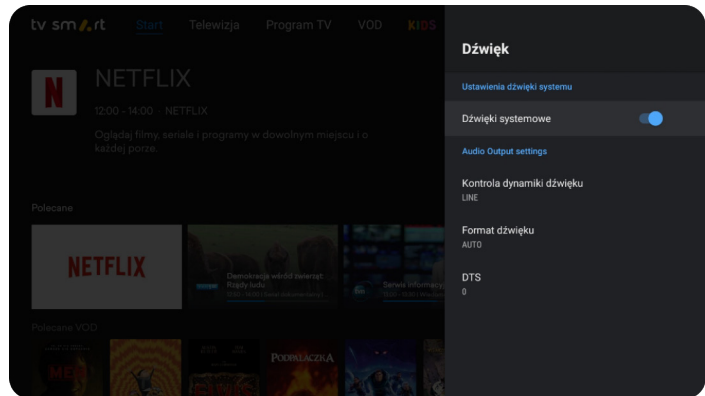 tv smart
Start
Telewizja
Program TV
VOD
KIDS
N
NETFLIX
12:00 - 14:00 · NETFLIX
Oglądaj filmy, seriale i programy w dowolnym miejscu i o
każdej porze.
Polecane
NETFLIX
Demokracja wśród zwierząt:
Rządy ludu
Serwis informacyj
Polecane VOD
PODPALACZKA
Dźwięk
Ustawienia dźwięki systemu
Dźwięki systemowe
Audio Output settings
Kontrola dynamiki dźwięku
LINE
Format dźwięku
AUTO
DTS
0